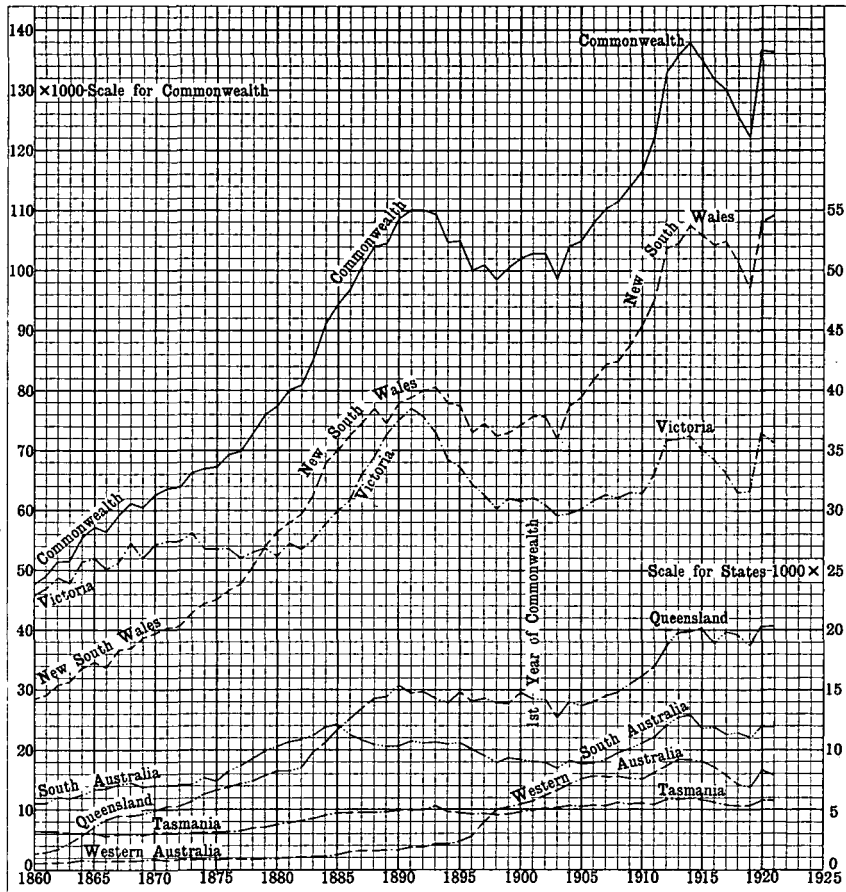 140
Commonwealth
130 ×1000 Scale for Commonwealth
120
110
55
Commonwealth
New South Wales
100
50
90
45
80
40
New South Wales
Victoria
70
35
Victoria
60
30
Commonwealth
50
25
Victoria
Scale for States 1000 ×
1st Year of Commonwealth
40
20
Queensland
New South Wales
30
15
20
10
South Australia
South Australia
Western Australia
Queensland
10
5
Tasmania
Tasmania
Western Australia
0
0
1860 1865 1870 1875 1880 1885 1890 1895 1900 1905 1910 1915 1920 1925